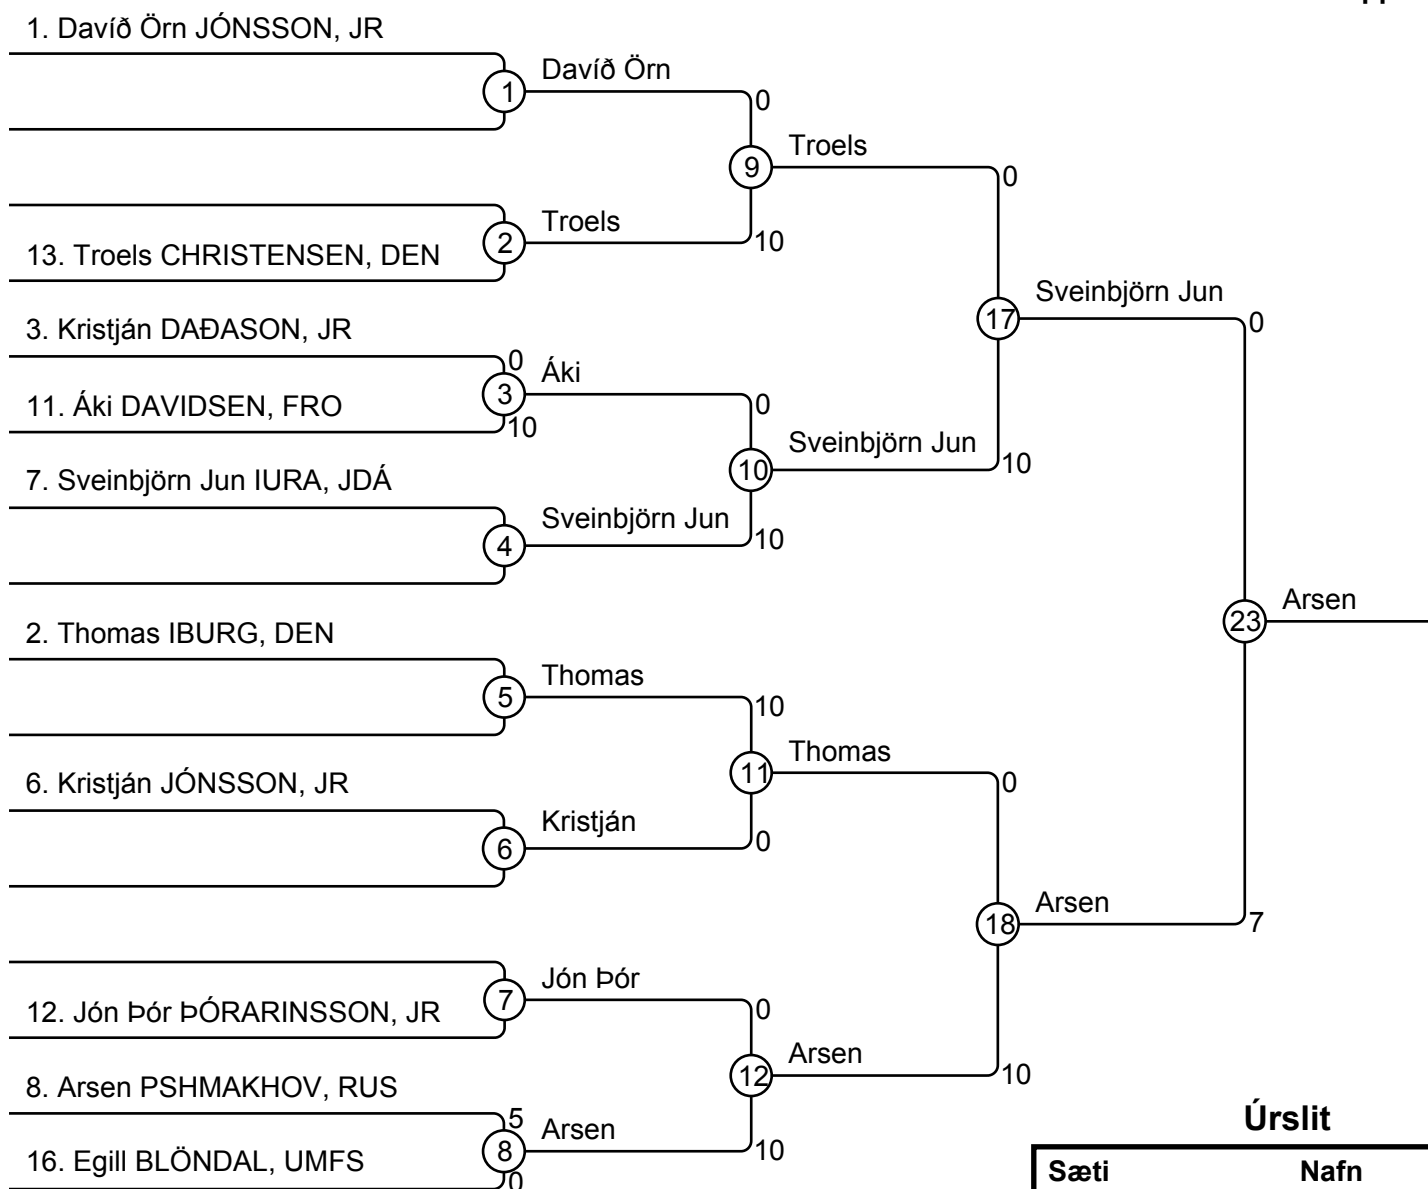 1. Davíð Örn JÓNSSON, JR
1
Davíð Örn
0
9
Troels
0
2
Troels
10
13. Troels CHRISTENSEN, DEN
17
Sveinbjörn Jun
0
3. Kristján DAÐASON, JR
0
3
Áki
0
11. Áki DAVIDSEN, FRO
10
10
Sveinbjörn Jun
10
7. Sveinbjörn Jun IURA, JDÁ
4
Sveinbjörn Jun
10
23
Arsen
2. Thomas IBURG, DEN
5
Thomas
10
11
Thomas
0
6. Kristján JÓNSSON, JR
6
Kristján
0
18
Arsen
7
12. Jón Þór ÞÓRARINSSON, JR
7
Jón Þór
0
12
Arsen
10
8. Arsen PSHMAKHOV, RUS
5
8
Arsen
10
16. Egill BLÖNDAL, UMFS
0
Úrslit
Sæti Nafn